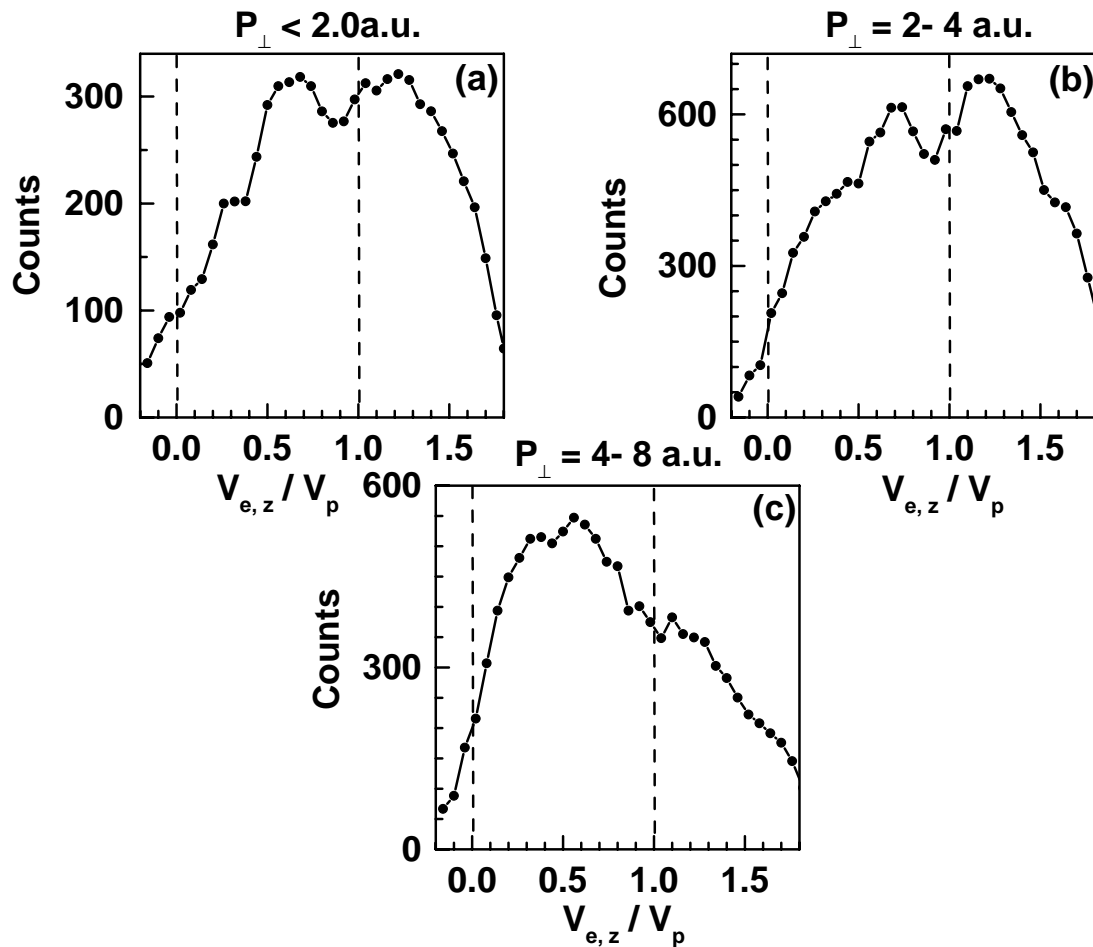 P⊥ < 2.0a.u.
(a)
300
200
100
0
Counts
0.0 0.5 1.0 1.5
Ve, z / Vp
P⊥ = 2- 4 a.u.
(b)
600
300
0
Counts
0.0 0.5 1.0 1.5
Ve, z / Vp
P⊥ = 4- 8 a.u.
(c)
600
300
0
Counts
0.0 0.5 1.0 1.5
Ve, z / Vp